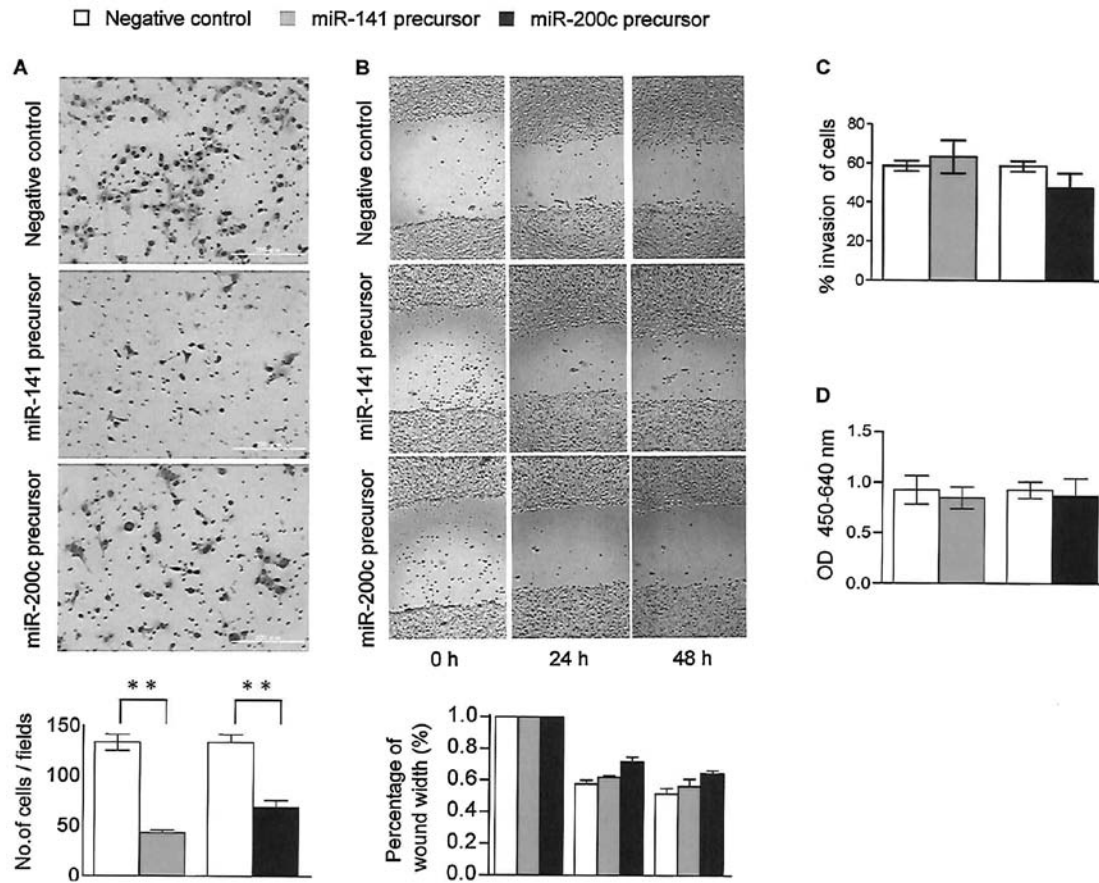 Negative control miR-141 precursor miR-200c precursor
A
Negative control
miR-141 precursor
miR-200c precursor
No.of cells / fields
150
100
50
0
* *
* *
B
Negative control
miR-141 precursor
miR-200c precursor
0 h 24 h 48 h
Percentage of
wound width (%)
1.0
0.8
0.6
0.4
0.2
0.0
C
% invasion of cells
80
60
40
20
0
D
OD 450-640 nm
1.5
1.0
0.5
0.0